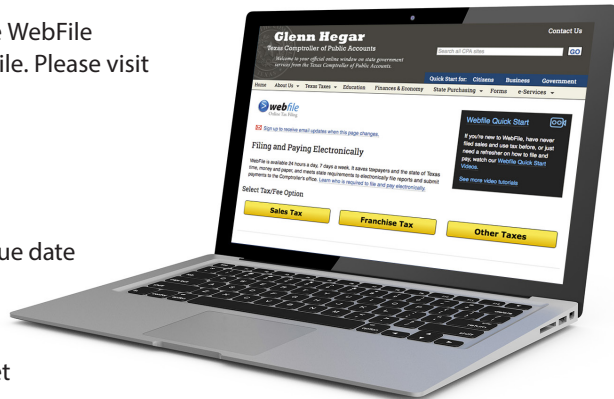 e WebFile
ile. Please visit
ue date
et
Glenn Hegar
Texas Comptroller of Public Accounts
Welcome to your official online window on state government
services from the Texas Comptroller of Public Accounts.
Contact Us
Search all CPA sites
GO
Quick Start for: Citizens Business Government
Home About Us Texas Taxes Education Finances & Economy State Purchasing Forms e-Services
webfile
Online Tax Filing
Sign up to receive email updates when this page changes.
Filing and Paying Electronically
WebFile is available 24 hours a day, 7 days a week. It saves taxpayers and the state of Texas
time, money and paper, and meets state requirements to electronically file reports and submit
payments to the Comptroller's office. Learn who is required to file and pay electronically.
Select Tax/Fee Option
Sales Tax
Franchise Tax
Other Taxes
Webfile Quick Start
If you're new to WebFile, have never
filed sales and use tax before, or just
need a refresher on how to file and
pay, watch our Webfile Quick Start
Videos.
See more video tutorials